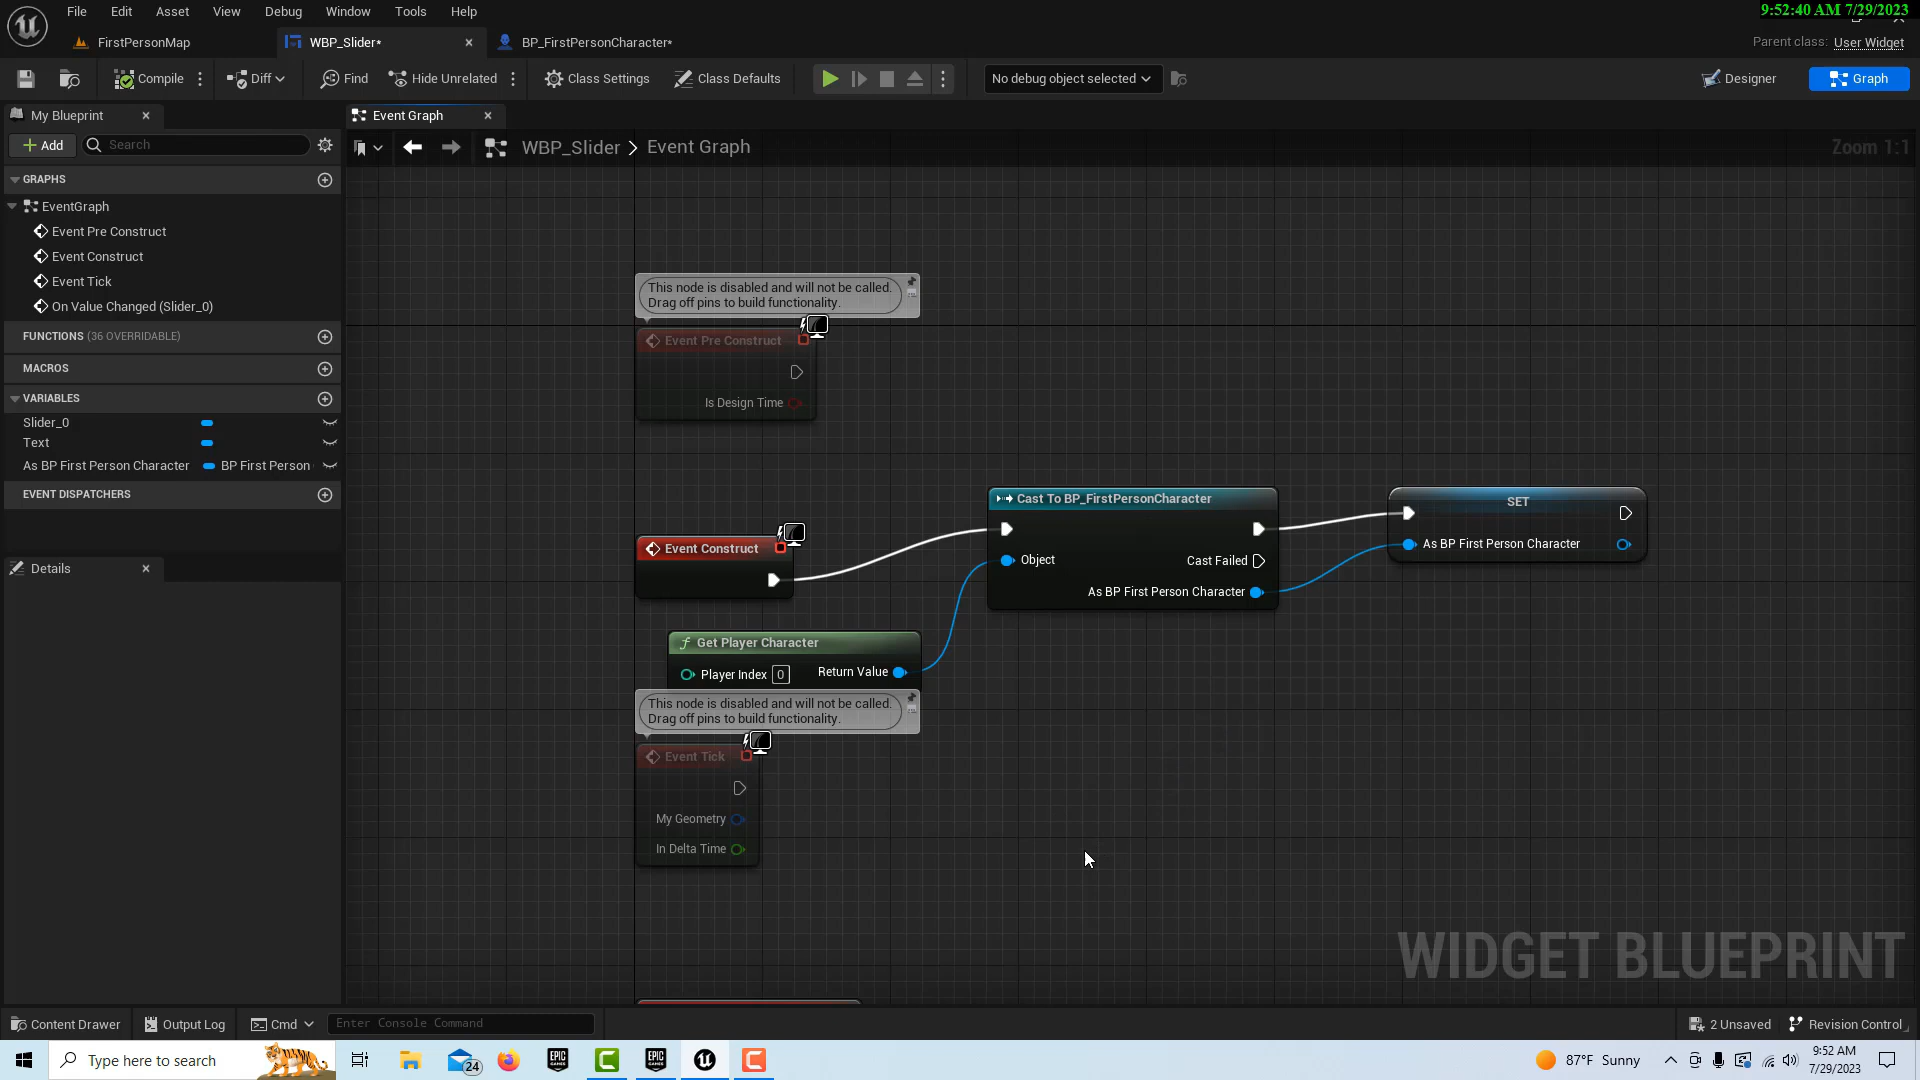 File Edit Asset View Debug Window Tools Help
9:52:40 AM 7/29/2023
FirstPersonMap
WBP_Slider*
BP_FirstPersonCharacter*
Parent class: User Widget
Compile
Diff
Find
Hide Unrelated
Class Settings
Class Defaults
No debug object selected
Designer
Graph
My Blueprint
Event Graph
Add
Search
WBP_Slider > Event Graph
Zoom 1:1
GRAPHS
EventGraph
Event Pre Construct
Event Construct
Event Tick
On Value Changed (Slider_0)
FUNCTIONS (36 OVERRIDABLE)
MACROS
VARIABLES
Slider_0
Text
As BP First Person Character BP First Person
EVENT DISPATCHERS
Details
This node is disabled and will not be called.
Drag off pins to build functionality.
Event Pre Construct
Is Design Time
Event Construct
Cast To BP_FirstPersonCharacter
Object
Cast Failed
As BP First Person Character
SET
As BP First Person Character
Get Player Character
Player Index 0
Return Value
This node is disabled and will not be called.
Drag off pins to build functionality.
Event Tick
My Geometry
In Delta Time
WIDGET BLUEPRINT
Content Drawer
Output Log
Cmd
Enter Console Command
2 Unsaved
Revision Control
Type here to search
24
EPIC GAMES
EPIC GAMES
87°F Sunny
9:52 AM
7/29/2023